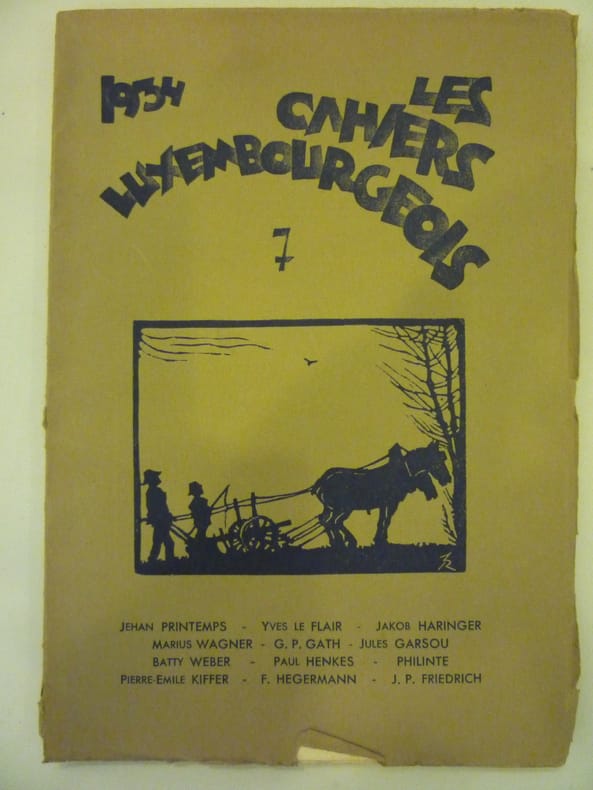 1934
LES
CAHIERS
LUXEMBOURGEOIS
7
JEHAN PRINTEMPS - YVES LE FLAIR - JAKOB HARINGER
MARIUS WAGNER - G. P. GATH - JULES GARSOU
BATTY WEBER - PAUL HENKES - PHILINTE
PIERRE-EMILE KIFFER - F. HEGERMANN - J. P. FRIEDRICH